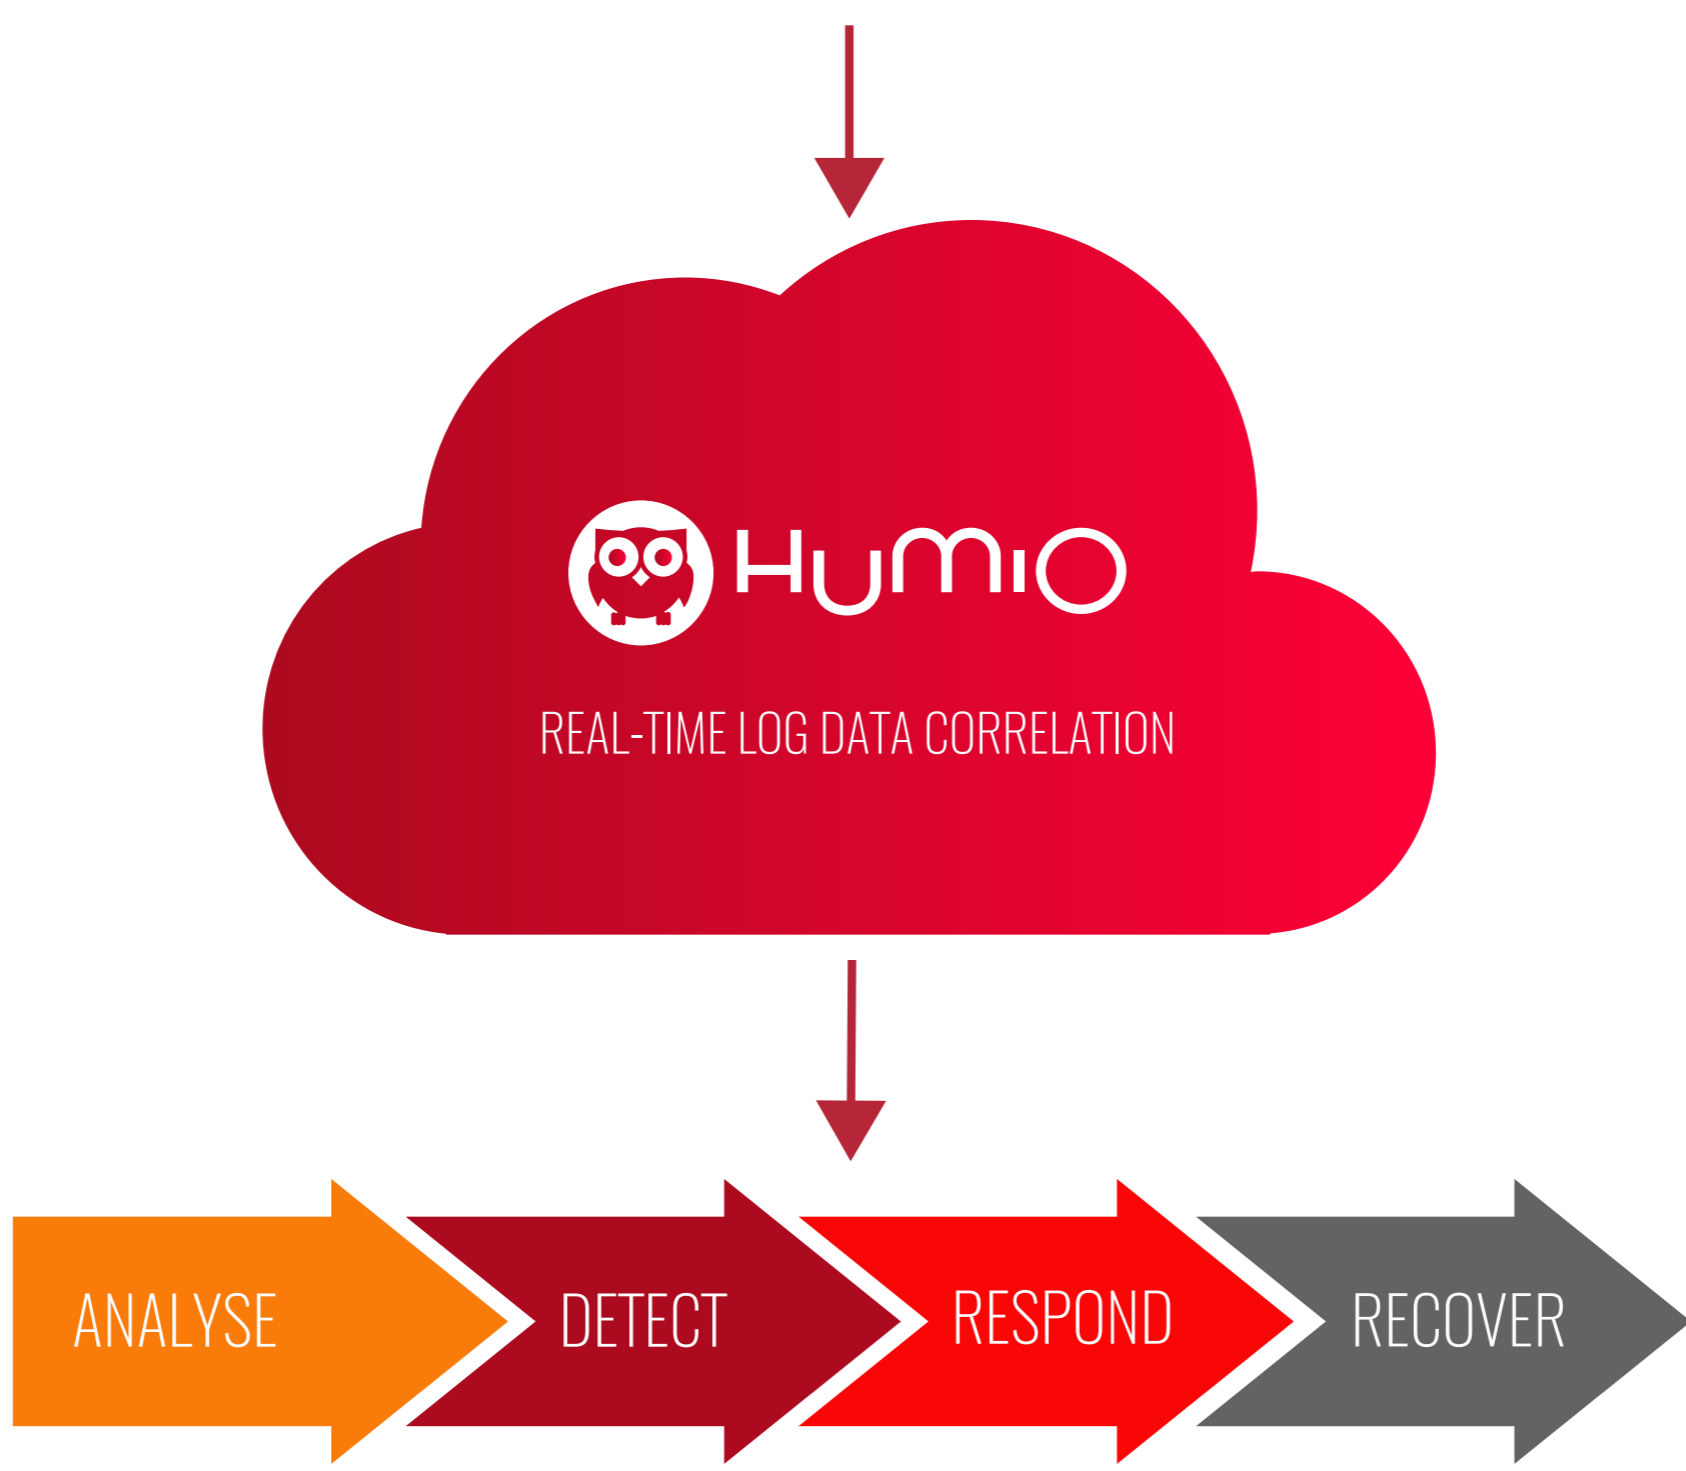 HuMiO
REAL-TIME LOG DATA CORRELATION
ANALYSE
DETECT
RESPOND
RECOVER